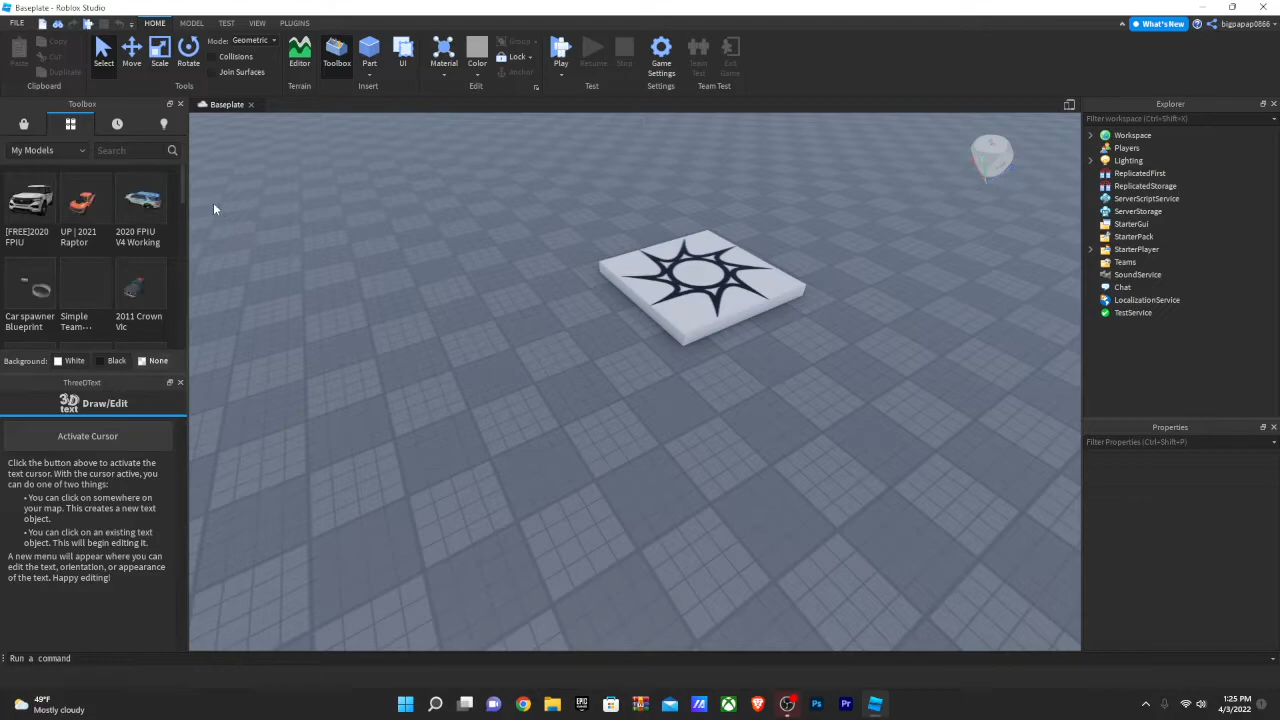 Baseplate - Roblox Studio
FILE HOME MODEL TEST VIEW PLUGINS What's New bigpapap0866
Paste Copy Cut Duplicate Clipboard
Select Move Scale Rotate Mode: Geometric Collisions Join Surfaces Tools
Editor Terrain
Toolbox Part UI Insert
Material Color Group Lock Anchor Edit
Play Resume Stop Test
Game Settings Settings
Team Test Exit Game Team Test
Toolbox
My Models Search
[FREE]2020 FPIU
UP | 2021 Raptor
2020 FPIU V4 Working
Car spawner Blueprint
Simple Team···
2011 Crown Vic
Background: White Black None
ThreeDText
3D text Draw/Edit
Activate Cursor
Click the button above to activate the
text cursor. With the cursor active, you
can do one of two things:
• You can click on somewhere on
your map. This creates a new text
object.
• You can click on an existing text
object. This will begin editing it.
A new menu will appear where you can
edit the text, orientation, or appearance
of the text. Happy editing!
Baseplate
Explorer
Filter workspace (Ctrl+Shift+X)
Workspace
Players
Lighting
ReplicatedFirst
ReplicatedStorage
ServerScriptService
ServerStorage
StarterGui
StarterPack
StarterPlayer
Teams
SoundService
Chat
LocalizationService
TestService
Properties
Filter Properties (Ctrl+Shift+P)
Run a command
49°F
Mostly cloudy
EPIC
Ps
Pr
1:25 PM
4/3/2022